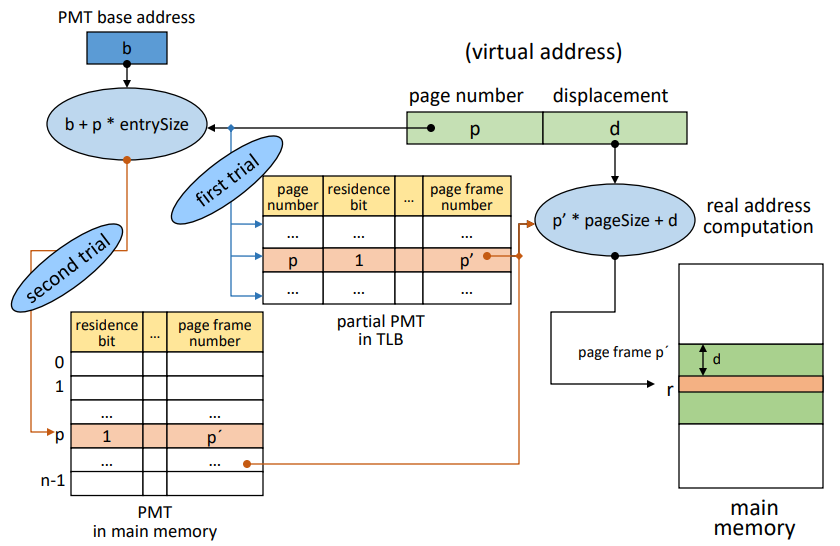 PMT base address
b
(virtual address)
page number
displacement
p
d
b + p * entrySize
first trial
second trial
page
number
residence
bit
...
page frame
number
...
...
...
p
1
p’
...
...
...
partial PMT
in TLB
p’ * pageSize + d
real address
computation
residence
bit
...
page frame
number
0
1
...
...
p
1
p´
...
...
n-1
PMT
in main memory
page frame p´
d
r
main
memory